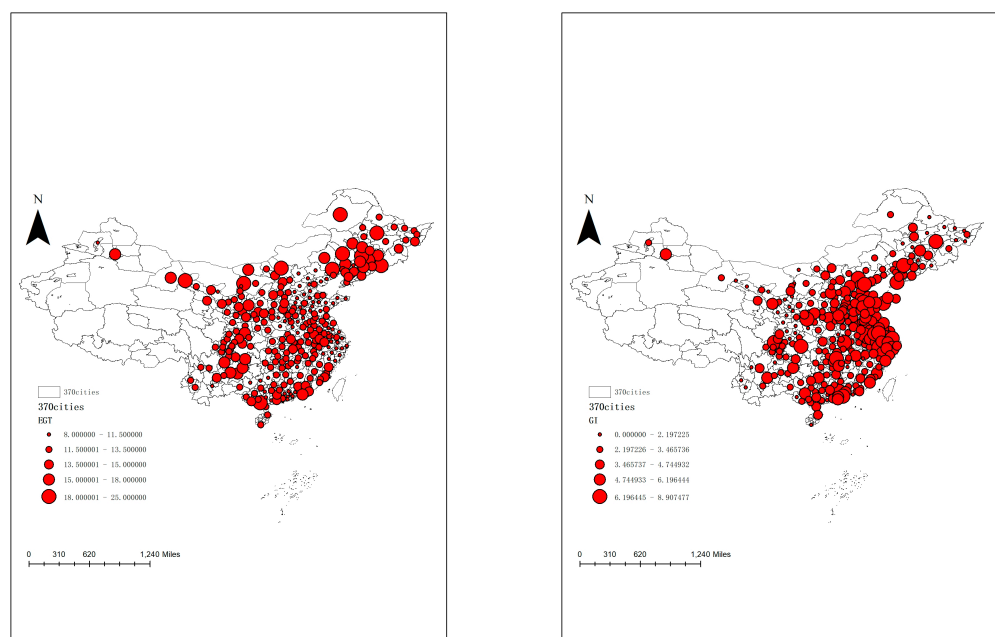 N
370cities
370cities
EGT
8.000000 - 11.500000
11.500001 - 13.500000
13.500001 - 15.000000
15.000001 - 18.000000
18.000001 - 25.000000
0 310 620 1,240 Miles
N
370cities
370cities
GI
0.000000 - 2.197225
2.197226 - 3.465736
3.465737 - 4.744932
4.744933 - 6.196444
6.196445 - 8.907477
0 310 620 1,240 Miles